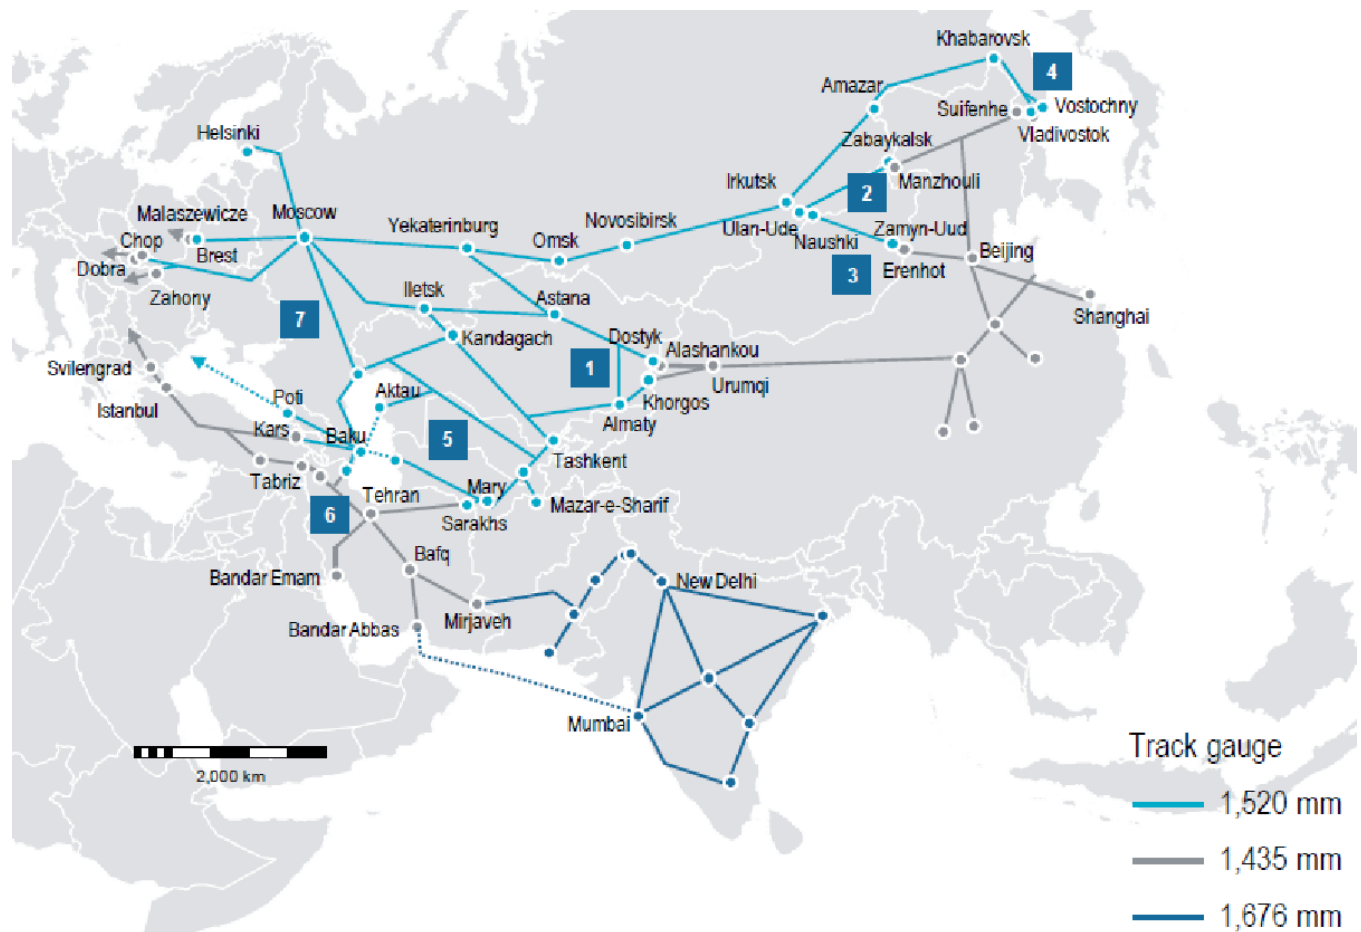 Khabarovsk
4
Amazar
Suifenhe
Vostochny
Vladivostok
Helsinki
Zabaykalsk
Manzhouli
Irkutsk
2
Malaszewicze
Moscow
Yekaterinburg
Novosibirsk
Ulan-Ude
Zamyn-Uud
Chop
Brest
Omsk
Naushki
Beijing
Dobra
3
Erenhot
Zahony
Iletsk
Astana
7
Shanghai
Kandagach
Dostyk
Alashankou
Svilengrad
1
Urumqi
Aktau
Khorgos
Istanbul
Poti
Almaty
Kars
Baku
5
Tashkent
Tabriz
Tehran
Mary
6
Sarakhs
Mazar-e-Sharif
Bafq
Bandar Emam
New Delhi
Mirjaveh
Bandar Abbas
Mumbai
2,000 km
Track gauge
1,520 mm
1,435 mm
1,676 mm